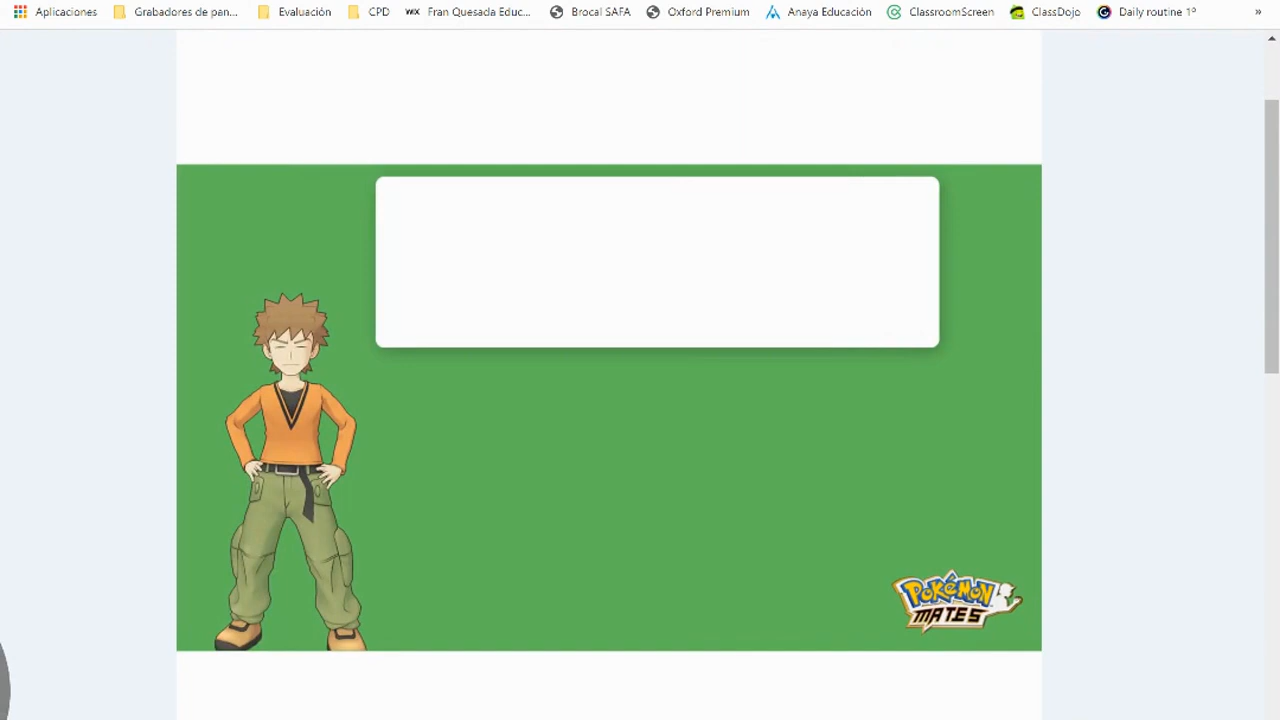 Aplicaciones Grabadores de pan... Evaluación CPD WiX Fran Quesada Educ... Brocal SAFA Oxford Premium Anaya Educación ClassroomScreen ClassDojo Daily routine 1º »
POKÉMON
MATES